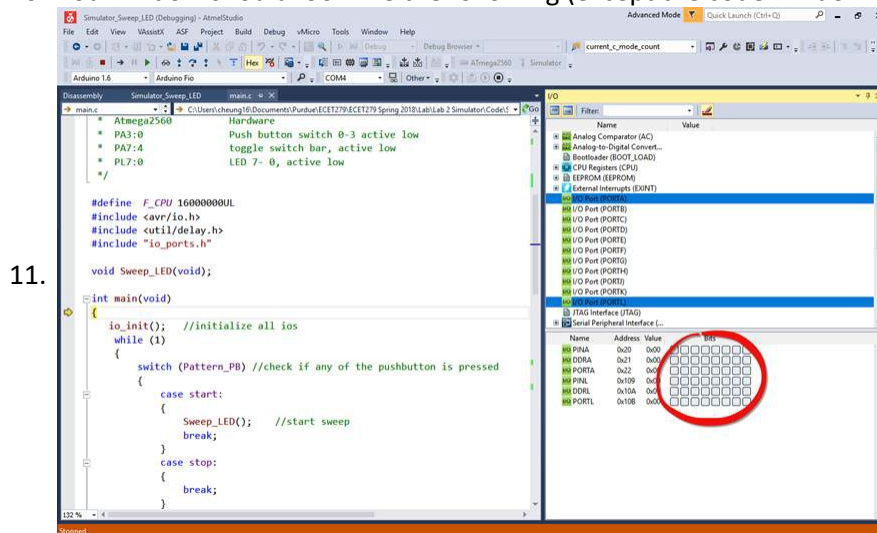 Simulator_Sweep_LED (Debugging) - AtmelStudio
Advanced Mode
Quick Launch (Ctrl+Q)
File Edit View VAssistX ASF Project Build Debug vMicro Tools Window Help
Debug
Debug Browser
current_c_mode_count
Hex
ATmega2560
Simulator
Arduino 1.6
Arduino Fio
COM4
Other
Disassembly
Simulator_Sweep_LED
main.c
main.c
C:\Users\cheung16\Documents\Purdue\ECET279\ECET279 Spring 2018\Lab\Lab 2 Simulator\Code\S
Go
* Atmega2560 Hardware
* PA3:0 Push button switch 0-3 active low
* PA7:4 toggle switch bar, active low
* PL7:0 LED 7- 0, active low
*/
#define F_CPU 16000000UL
#include <avr/io.h>
#include <util/delay.h>
#include "io_ports.h"
void Sweep_LED(void);
11.
int main(void)
{
io_init(); //initialize all ios
while (1)
{
switch (Pattern_PB) //check if any of the pushbutton is pressed
{
case start:
{
Sweep_LED(); //start sweep
break;
}
case stop:
{
break;
}
132 %
Stopped
I/O
Filter:
Name Value
Analog Comparator (AC)
Analog-to-Digital Convert...
Bootloader (BOOT_LOAD)
CPU Registers (CPU)
EEPROM (EEPROM)
External Interrupts (EXINT)
I/O Port (PORTA)
I/O Port (PORTB)
I/O Port (PORTC)
I/O Port (PORTD)
I/O Port (PORTE)
I/O Port (PORTF)
I/O Port (PORTG)
I/O Port (PORTH)
I/O Port (PORTJ)
I/O Port (PORTK)
I/O Port (PORTL)
JTAG Interface (JTAG)
Serial Peripheral Interface (...
Name Address Value Bits
PINA 0x20 0x00
DDRA 0x21 0x00
PORTA 0x22 0x00
PINL 0x109 0x00
DDRL 0x10A 0x00
PORTL 0x10B 0x00